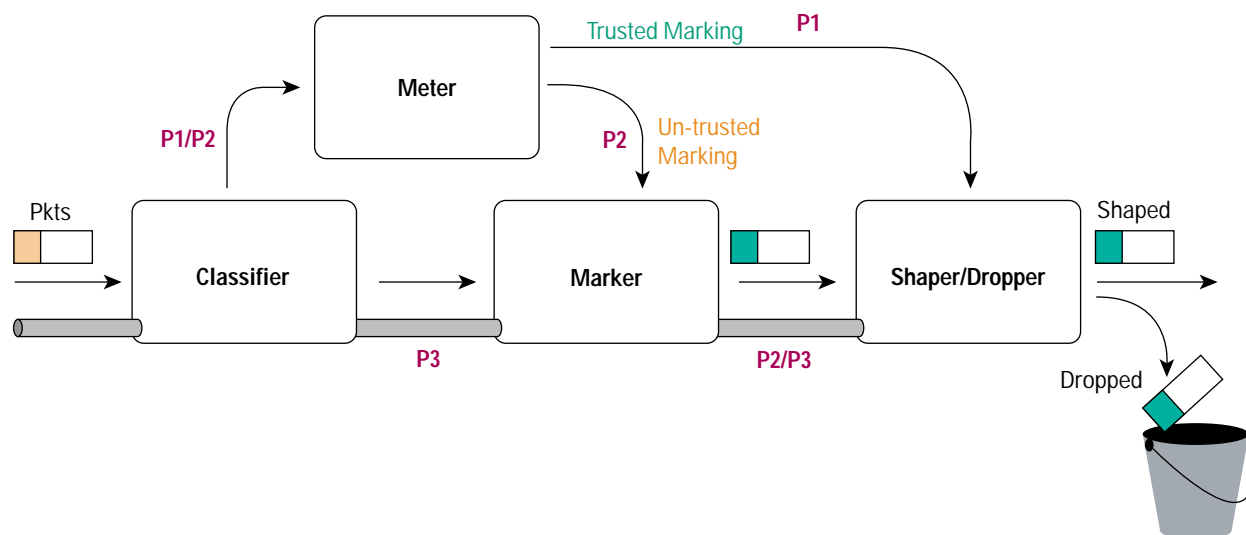 Trusted Marking
P1
Meter
P1/P2
P2
Un-trusted
Marking
Pkts
Shaped
Classifier
Marker
Shaper/Dropper
P3
P2/P3
Dropped